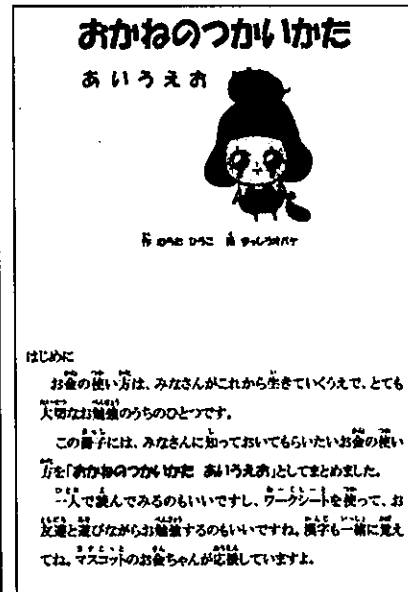 おかねのつかいかた
あいうえお
はじめに
お金の使い方は、みなさんがこれから生きていくうえで、とても
大切なお勉強のうちのひとつです。
この冊子には、みなさんに知っておいてもらいたいお金の使い
方を「おかねのつかいかた あいうえお」としてまとめました。
一人で読んでみるのもいいですし、ワークシートを使って、お
友達と遊びながらお勉強するのもいいですね。漢字も一緒に覚え
てね。マスコットのお金ちゃんが応援していますよ。